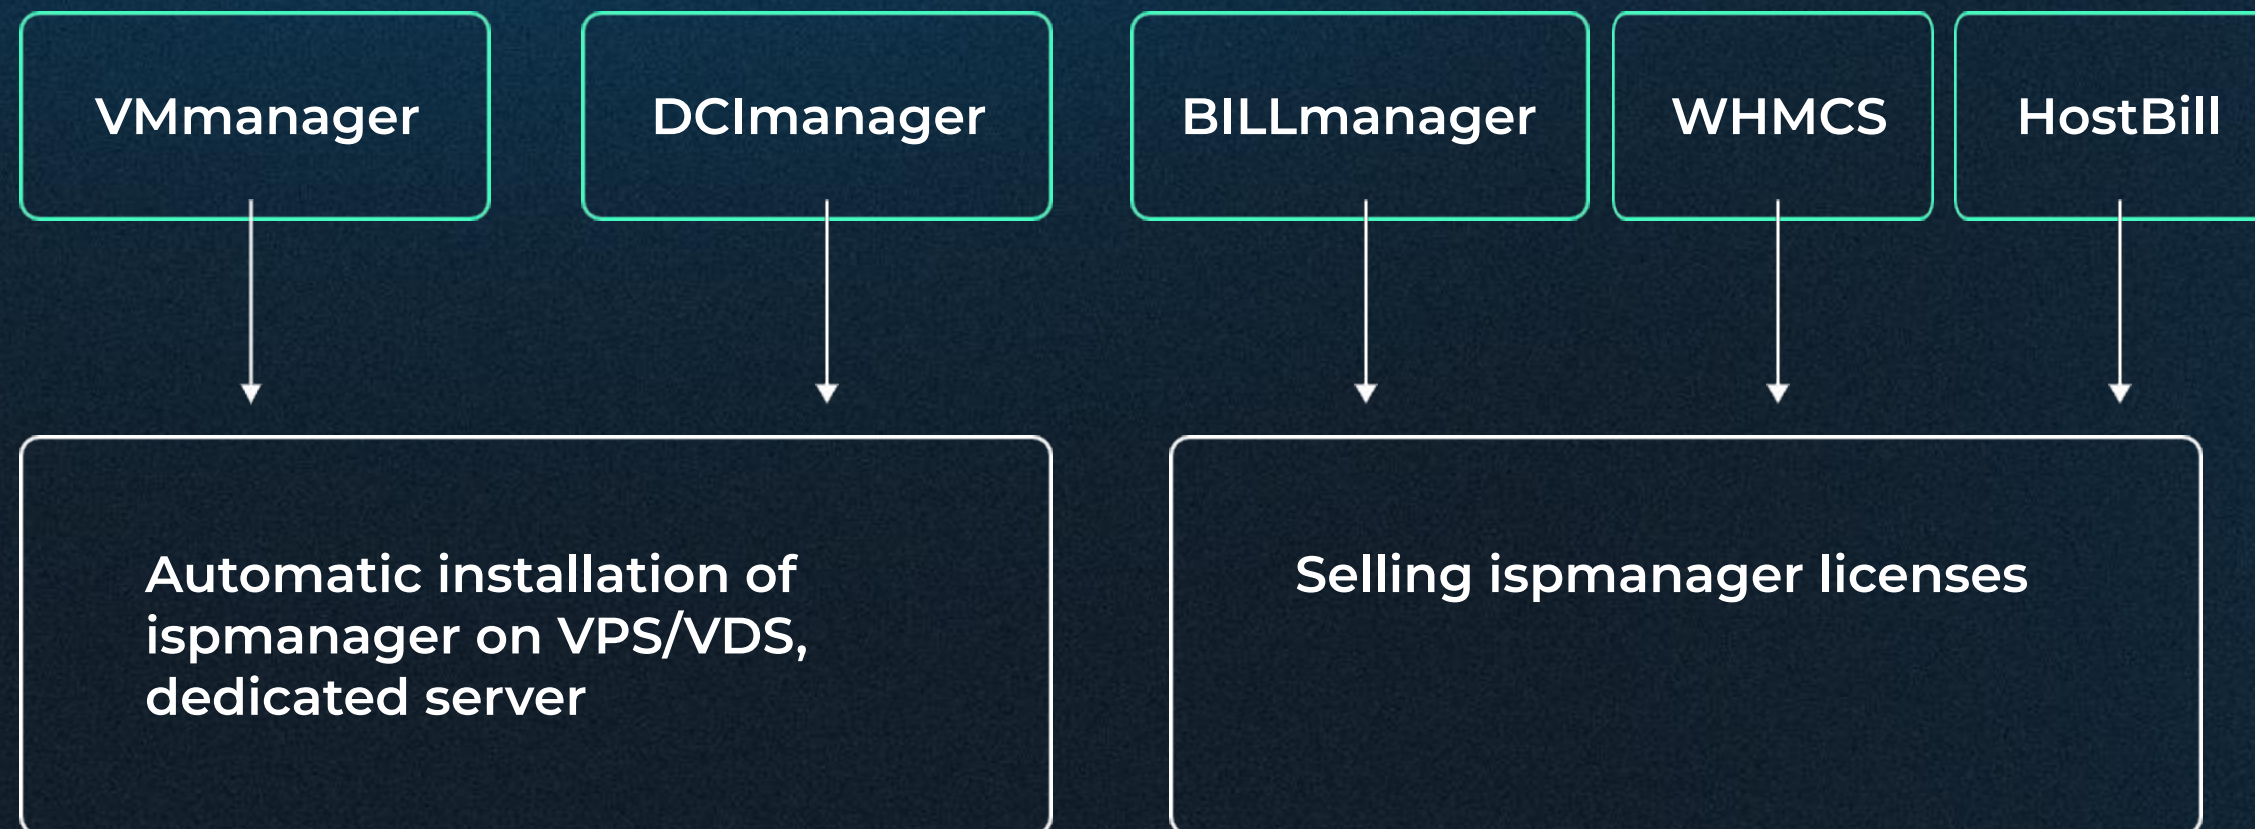 VMmanager
DCImanager
BILLmanager
WHMCS
HostBill
Automatic installation of
ispmanager on VPS/VDS,
dedicated server
Selling ispmanager licenses